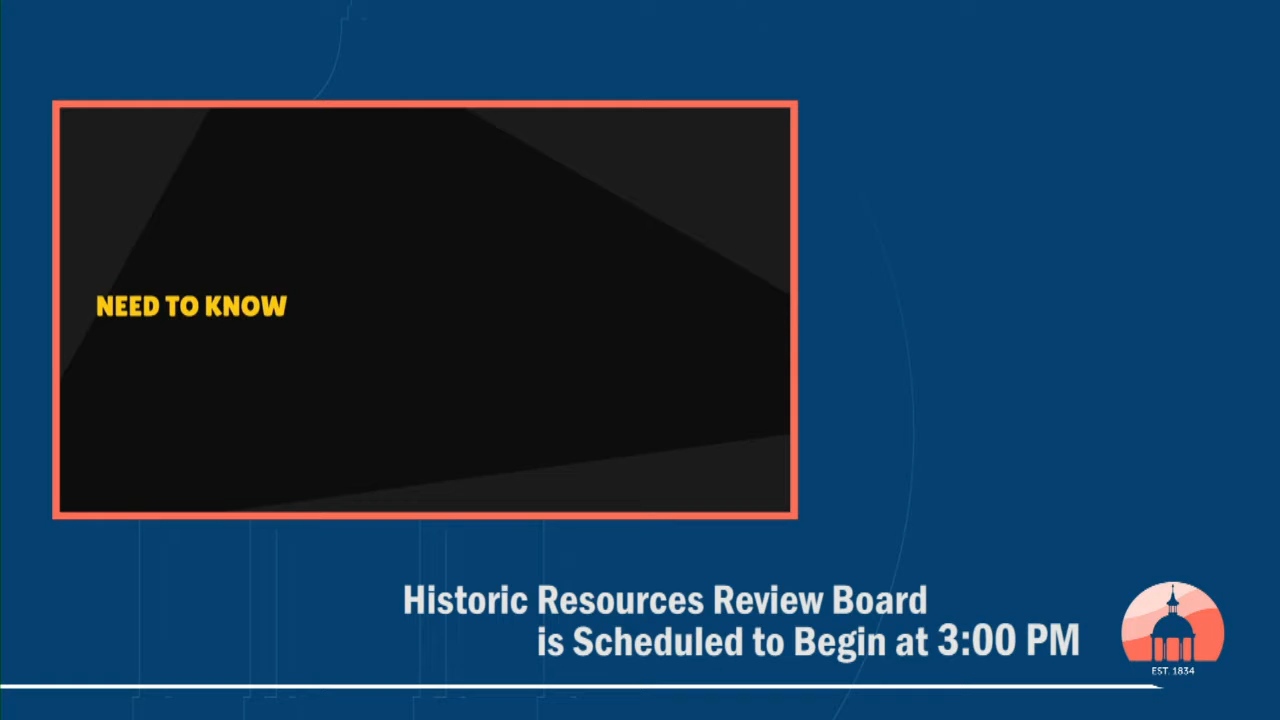 NEED TO KNOW
Historic Resources Review Board
is Scheduled to Begin at 3:00 PM
EST. 1834